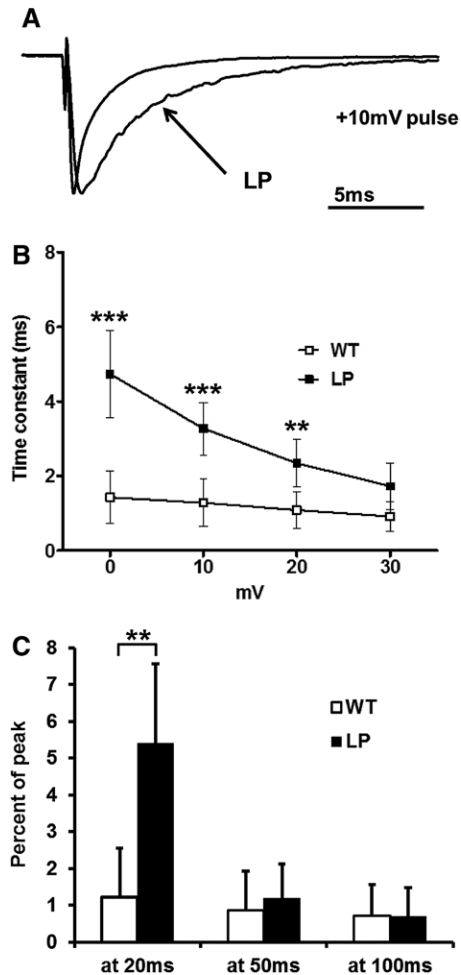 A
+10mV pulse
LP
5ms
B
8
***
WT
LP
6
***
**
4
2
0
Time constant (ms)
0 10 20 30
mV
C
8
**
7
WT
6
LP
5
4
3
2
1
0
Percent of peak
at 20ms at 50ms at 100ms